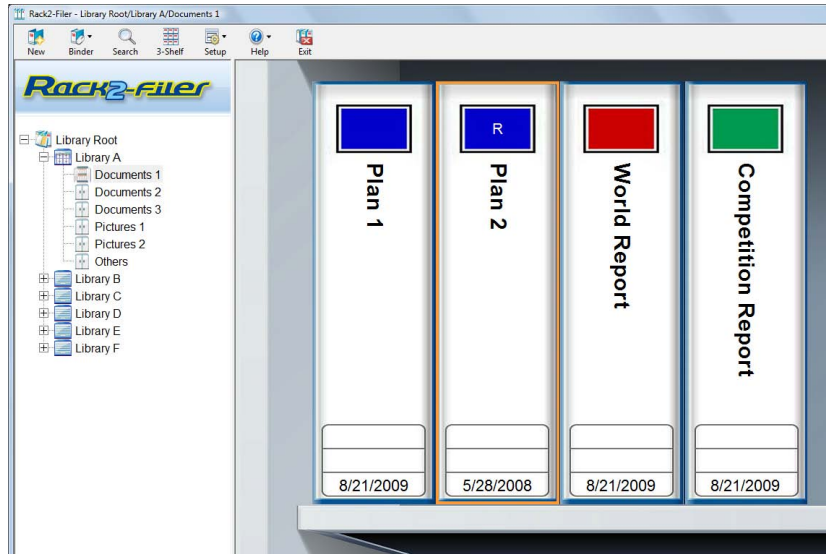 Rack2-Filer - Library Root/Library A/Documents 1
New Binder Search 3-Shelf Setup Help Exit
Rack2-Filer
Library Root
Library A
Documents 1
Documents 2
Documents 3
Pictures 1
Pictures 2
Others
Library B
Library C
Library D
Library E
Library F
Plan 1
8/21/2009
R
Plan 2
5/28/2008
World Report
8/21/2009
Competition Report
8/21/2009